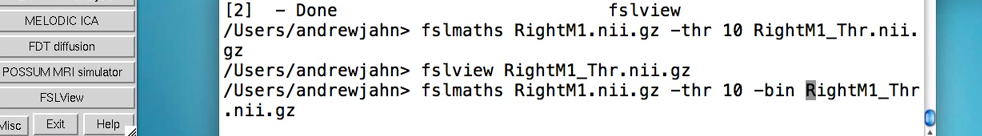 MELODIC ICA
FDT diffusion
POSSUM MRI simulator
FSLView
Misc
Exit
Help
[2]  - Done                              fslview
/Users/andrewjahn> fslmaths RightM1.nii.gz -thr 10 RightM1_Thr.nii.
gz
/Users/andrewjahn> fslview RightM1_Thr.nii.gz
/Users/andrewjahn> fslmaths RightM1.nii.gz -thr 10 -bin RightM1_Thr
.nii.gz